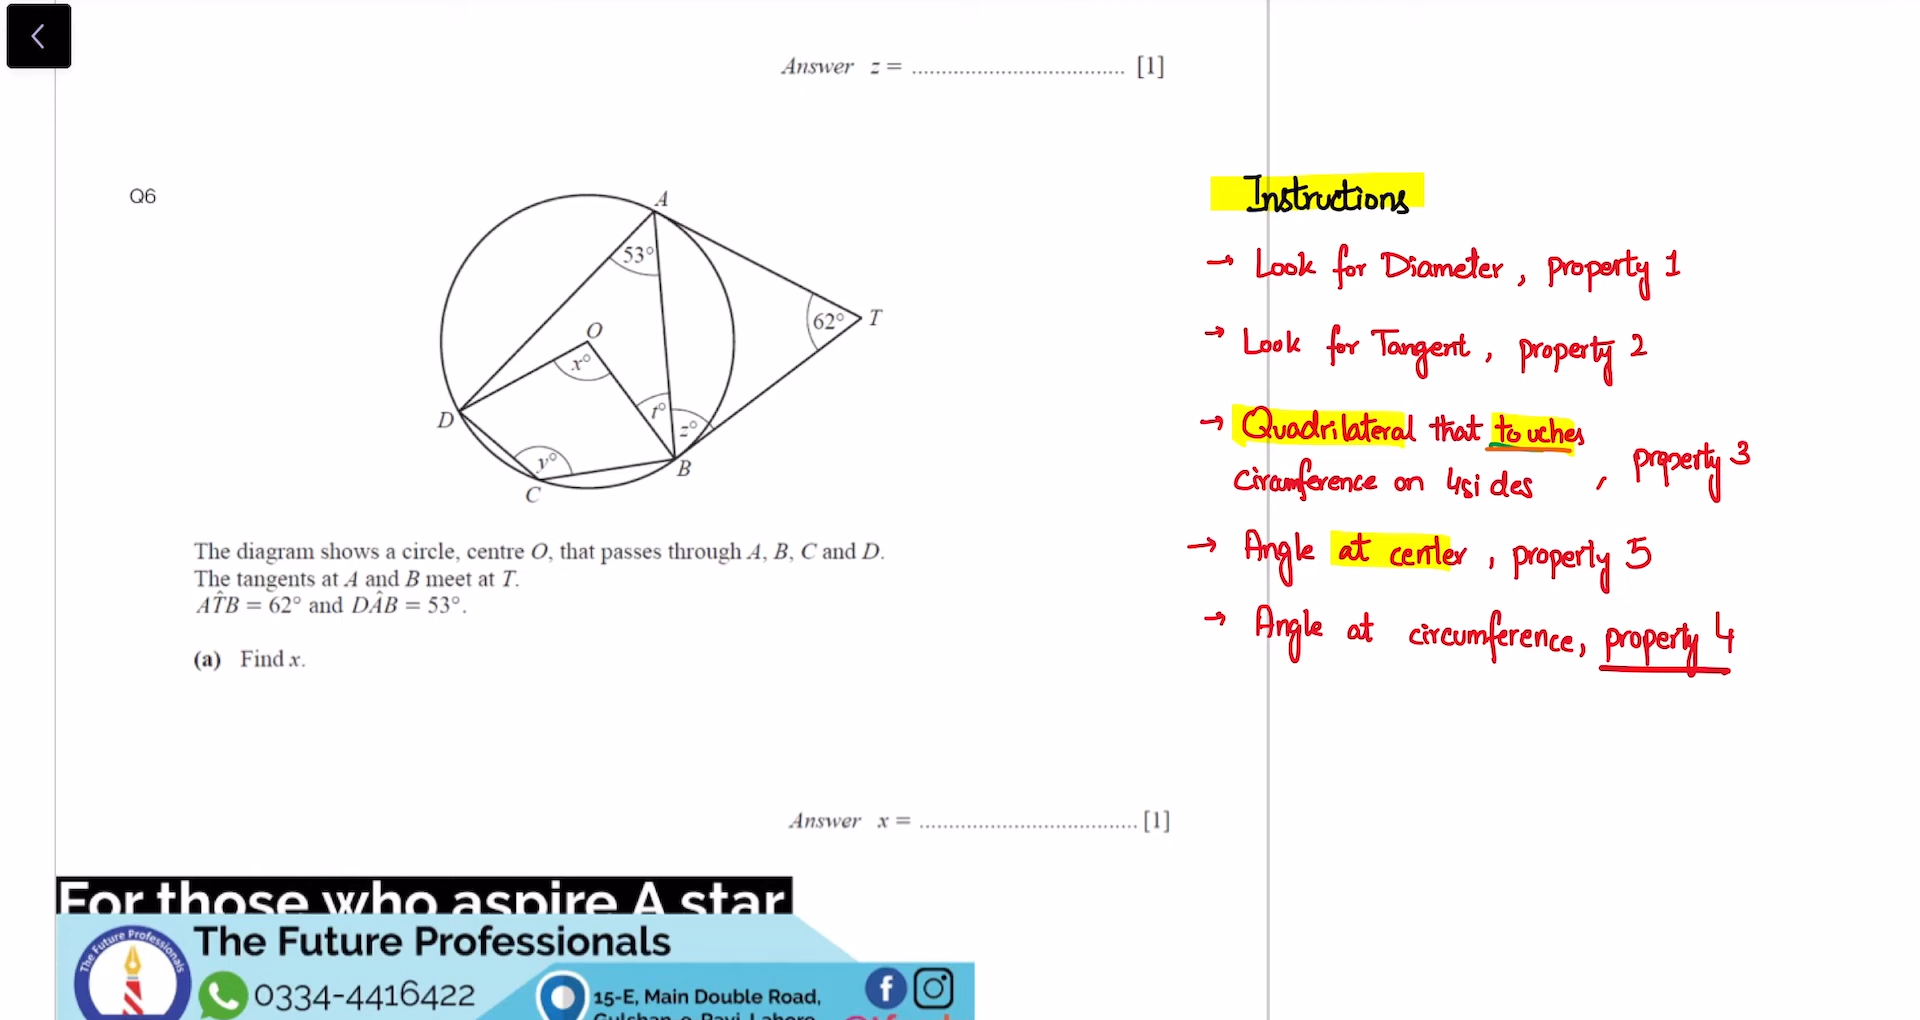 Answer z = .................................. [1]
Q6
A
53°
O
62°
T
x°
t°
z°
D
y°
B
C
The diagram shows a circle, centre O, that passes through A, B, C and D.
The tangents at A and B meet at T.
AT̂B = 62° and DÂB = 53°.
(a) Find x.
Answer x = .................................. [1]
Instructions
→ Look for Diameter, property 1
→ Look for Tangent, property 2
→ Quadrilateral that touches
circumference on 4 sides, property 3
→ Angle at center, property 5
→ Angle at circumference, property 4
For those who aspire A star
The Future Professionals
The Future Professionals
0334-4416422
15-E, Main Double Road,